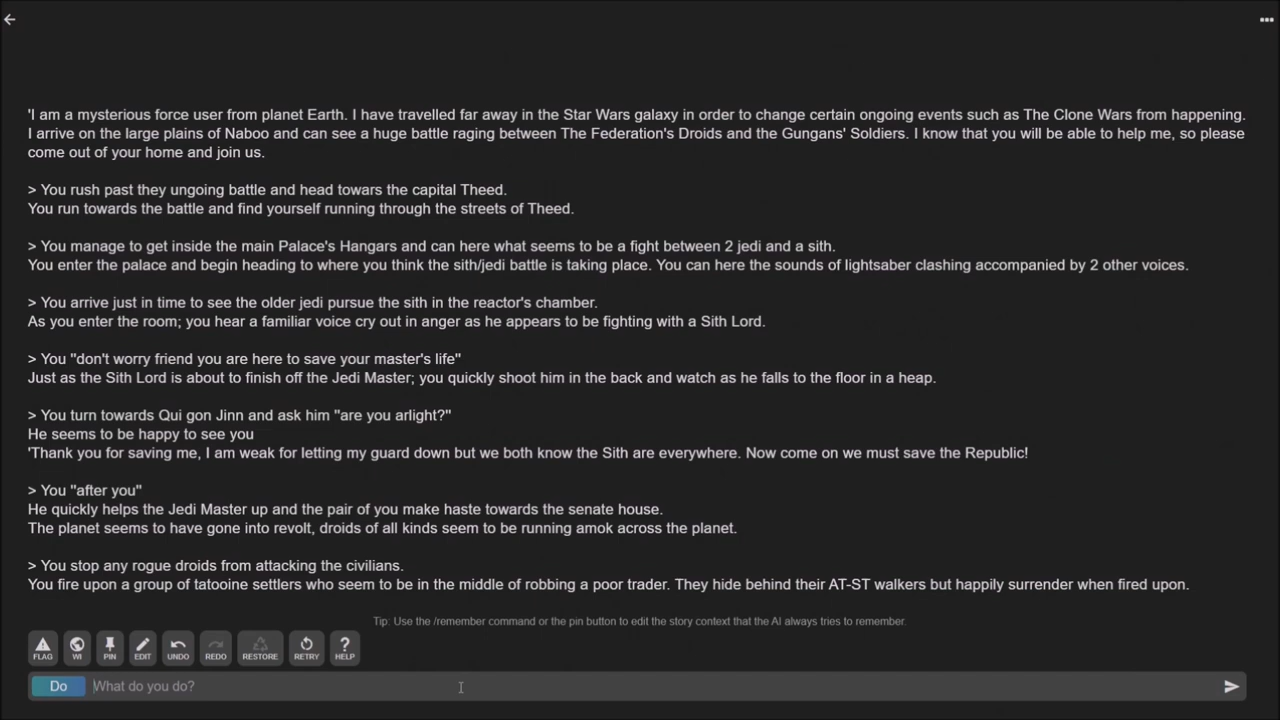 'I am a mysterious force user from planet Earth. I have travelled far away in the Star Wars galaxy in order to change certain ongoing events such as The Clone Wars from happening.
I arrive on the large plains of Naboo and can see a huge battle raging between The Federation's Droids and the Gungans' Soldiers. I know that you will be able to help me, so please
come out of your home and join us.
> You rush past they ungoing battle and head towars the capital Theed.
You run towards the battle and find yourself running through the streets of Theed.
> You manage to get inside the main Palace's Hangars and can here what seems to be a fight between 2 jedi and a sith.
You enter the palace and begin heading to where you think the sith/jedi battle is taking place. You can here the sounds of lightsaber clashing accompanied by 2 other voices.
> You arrive just in time to see the older jedi pursue the sith in the reactor's chamber.
As you enter the room; you hear a familiar voice cry out in anger as he appears to be fighting with a Sith Lord.
> You "don't worry friend you are here to save your master's life"
Just as the Sith Lord is about to finish off the Jedi Master; you quickly shoot him in the back and watch as he falls to the floor in a heap.
> You turn towards Qui gon Jinn and ask him "are you arlight?"
He seems to be happy to see you
'Thank you for saving me, I am weak for letting my guard down but we both know the Sith are everywhere. Now come on we must save the Republic!
> You "after you"
He quickly helps the Jedi Master up and the pair of you make haste towards the senate house.
The planet seems to have gone into revolt, droids of all kinds seem to be running amok across the planet.
> You stop any rogue droids from attacking the civilians.
You fire upon a group of tatooine settlers who seem to be in the middle of robbing a poor trader. They hide behind their AT-ST walkers but happily surrender when fired upon.
Tip: Use the /remember command or the pin button to edit the story context that the AI always tries to remember.
FLAG WI PIN EDIT UNDO REDO RESTORE RETRY HELP
Do What do you do?